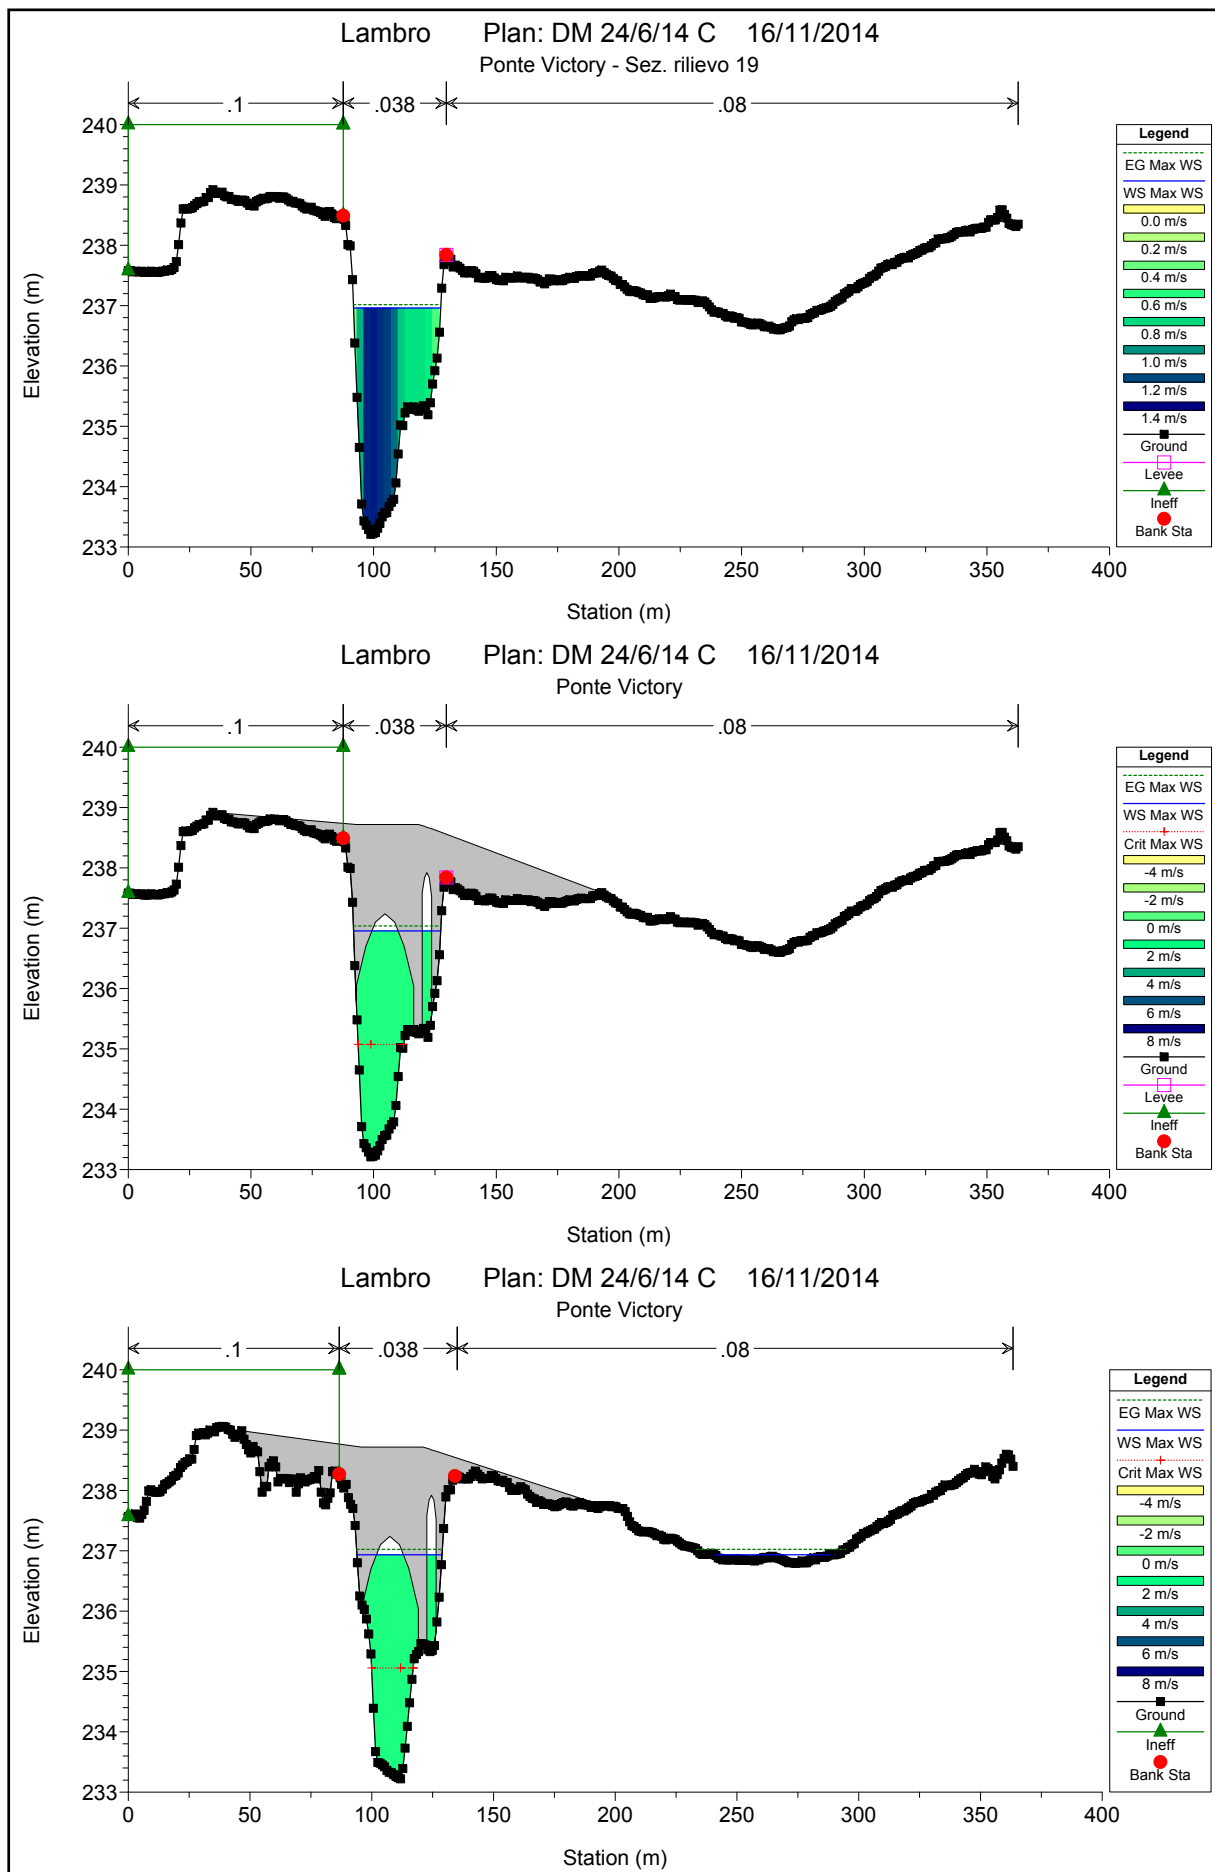 Lambro Plan: DM 24/6/14 C 16/11/2014
Ponte Victory - Sez. rilievo 19
.1 .038 .08
Legend
EG Max WS
WS Max WS
0.0 m/s
0.2 m/s
0.4 m/s
0.6 m/s
0.8 m/s
1.0 m/s
1.2 m/s
1.4 m/s
Ground
Levee
Ineff
Bank Sta
240
239
238
237
236
235
234
233
Elevation (m)
0 50 100 150 200 250 300 350 400
Station (m)
Lambro Plan: DM 24/6/14 C 16/11/2014
Ponte Victory
.1 .038 .08
Legend
EG Max WS
WS Max WS
Crit Max WS
-4 m/s
-2 m/s
0 m/s
2 m/s
4 m/s
6 m/s
8 m/s
Ground
Levee
Ineff
Bank Sta
240
239
238
237
236
235
234
233
Elevation (m)
0 50 100 150 200 250 300 350 400
Station (m)
Lambro Plan: DM 24/6/14 C 16/11/2014
Ponte Victory
.1 .038 .08
Legend
EG Max WS
WS Max WS
Crit Max WS
-4 m/s
-2 m/s
0 m/s
2 m/s
4 m/s
6 m/s
8 m/s
Ground
Ineff
Bank Sta
240
239
238
237
236
235
234
233
Elevation (m)
0 50 100 150 200 250 300 350 400
Station (m)